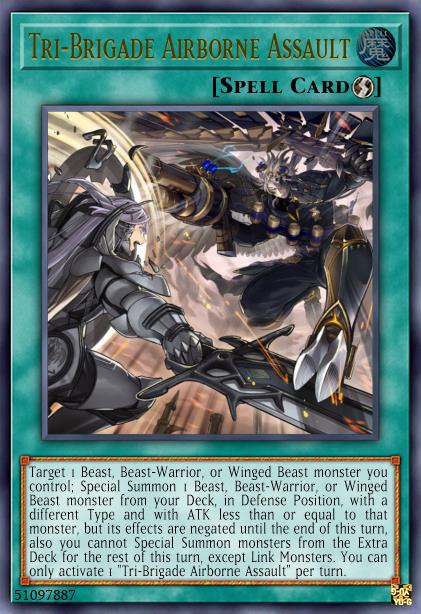 Tri-Brigade Airborne Assault
魔
[Spell Card]
Target 1 Beast, Beast-Warrior, or Winged Beast monster you
control; Special Summon 1 Beast, Beast-Warrior, or Winged
Beast monster from your Deck, in Defense Position, with a
different Type and with ATK less than or equal to that
monster, but its effects are negated until the end of this turn,
also you cannot Special Summon monsters from the Extra
Deck for the rest of this turn, except Link Monsters. You can
only activate 1 "Tri-Brigade Airborne Assault" per turn.
51097887